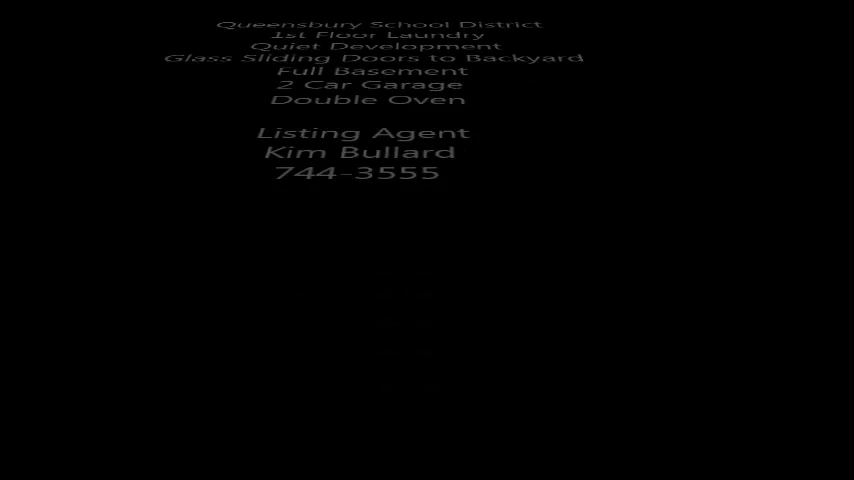 Queensbury School District
1st Floor Laundry
Quiet Development
Glass Sliding Doors to Backyard
Full Basement
2 Car Garage
Double Oven
Listing Agent
Kim Bullard
744-3555